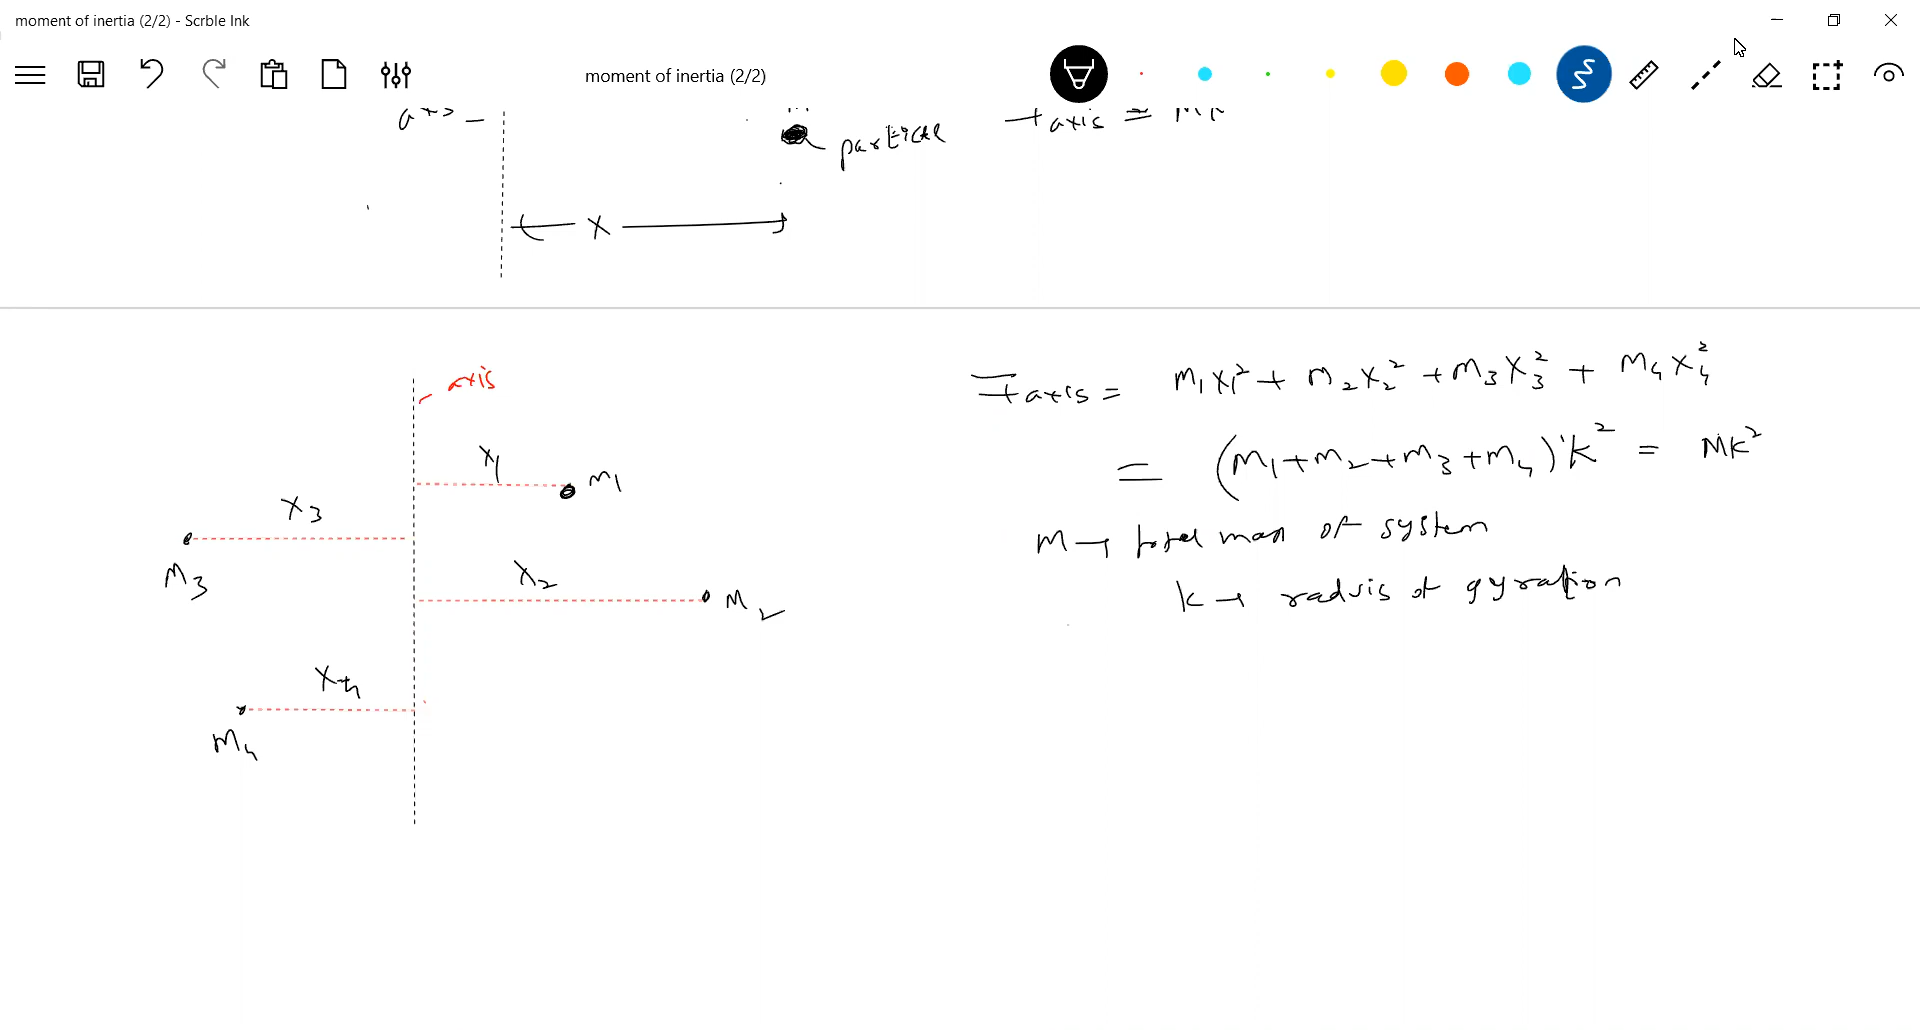 moment of inertia (2/2) - Scrble Ink
moment of inertia (2/2)
particle
I axis =
X
axis
I axis = m₁x₁² + m₂x₂² + m₃x₃² + m₄x₄²
= (m₁+m₂+m₃+m₄)k² = MK²
M → total mass of system
k → radius of gyration
x₁
m₁
x₃
m₃
x₂
m₂
x₄
m₄